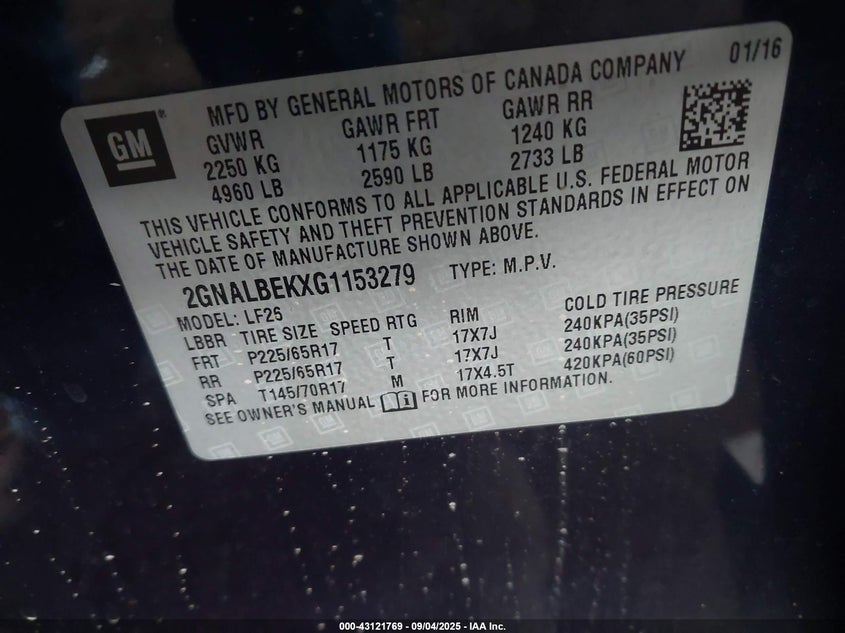 01/16
MFD BY GENERAL MOTORS OF CANADA COMPANY
GM®
GVWR GAWR FRT GAWR RR
2250 KG 1175 KG 1240 KG
4960 LB 2590 LB 2733 LB
THIS VEHICLE CONFORMS TO ALL APPLICABLE U.S. FEDERAL MOTOR
VEHICLE SAFETY AND THEFT PREVENTION STANDARDS IN EFFECT ON
THE DATE OF MANUFACTURE SHOWN ABOVE.
2GNALBEKXG1153279 TYPE: M.P.V.
MODEL: LF26
LBBR TIRE SIZE SPEED RTG RIM COLD TIRE PRESSURE
FRT P225/65R17 T 17X7J 240KPA(35PSI)
RR P225/65R17 T 17X7J 240KPA(35PSI)
SPA T145/70R17 M 17X4.5T 420KPA(60PSI)
SEE OWNER'S MANUAL FOR MORE INFORMATION.
000-43121769 - 09/04/2025 - IAA Inc.